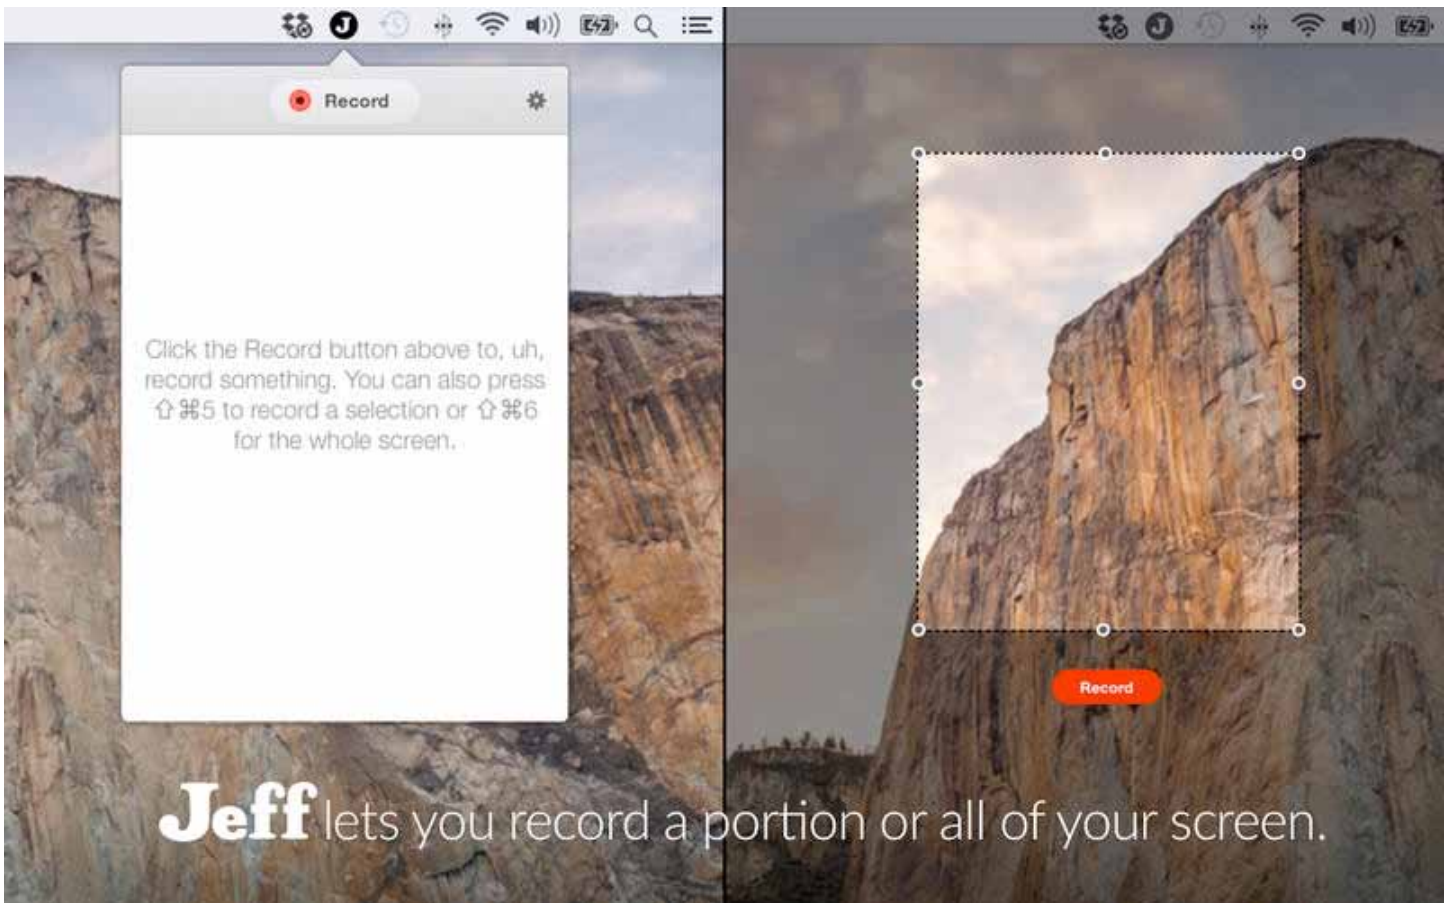 J
J
Record
Click the Record button above to, uh,
record something. You can also press
⇧⌘5 to record a selection or ⇧⌘6
for the whole screen.
Record
Jeff lets you record a portion or all of your screen.